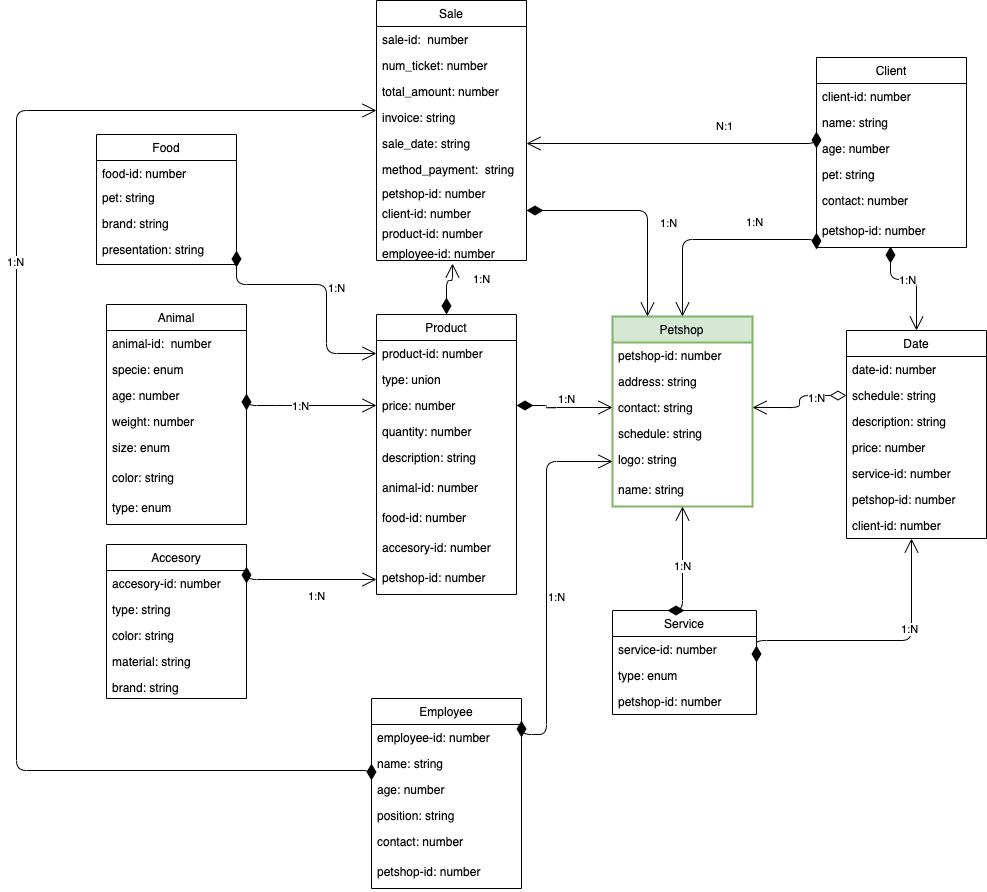 Sale
sale-id: number
num_ticket: number
total_amount: number
invoice: string
sale_date: string
method_payment: string
petshop-id: number
client-id: number
product-id: number
employee-id: number
Client
client-id: number
name: string
age: number
pet: string
contact: number
petshop-id: number
N:1
1:N
1:N
Food
food-id: number
pet: string
brand: string
presentation: string
1:N
1:N
1:N
1:N
Animal
animal-id: number
specie: enum
age: number
weight: number
size: enum
color: string
type: enum
1:N
Product
product-id: number
type: union
price: number
quantity: number
description: string
animal-id: number
food-id: number
accesory-id: number
petshop-id: number
1:N
Petshop
petshop-id: number
address: string
contact: string
schedule: string
logo: string
name: string
1:N
Date
date-id: number
schedule: string
description: string
price: number
service-id: number
petshop-id: number
client-id: number
Accesory
accesory-id: number
type: string
color: string
material: string
brand: string
1:N
1:N
1:N
1:N
Service
service-id: number
type: enum
petshop-id: number
Employee
employee-id: number
name: string
age: number
position: string
contact: number
petshop-id: number